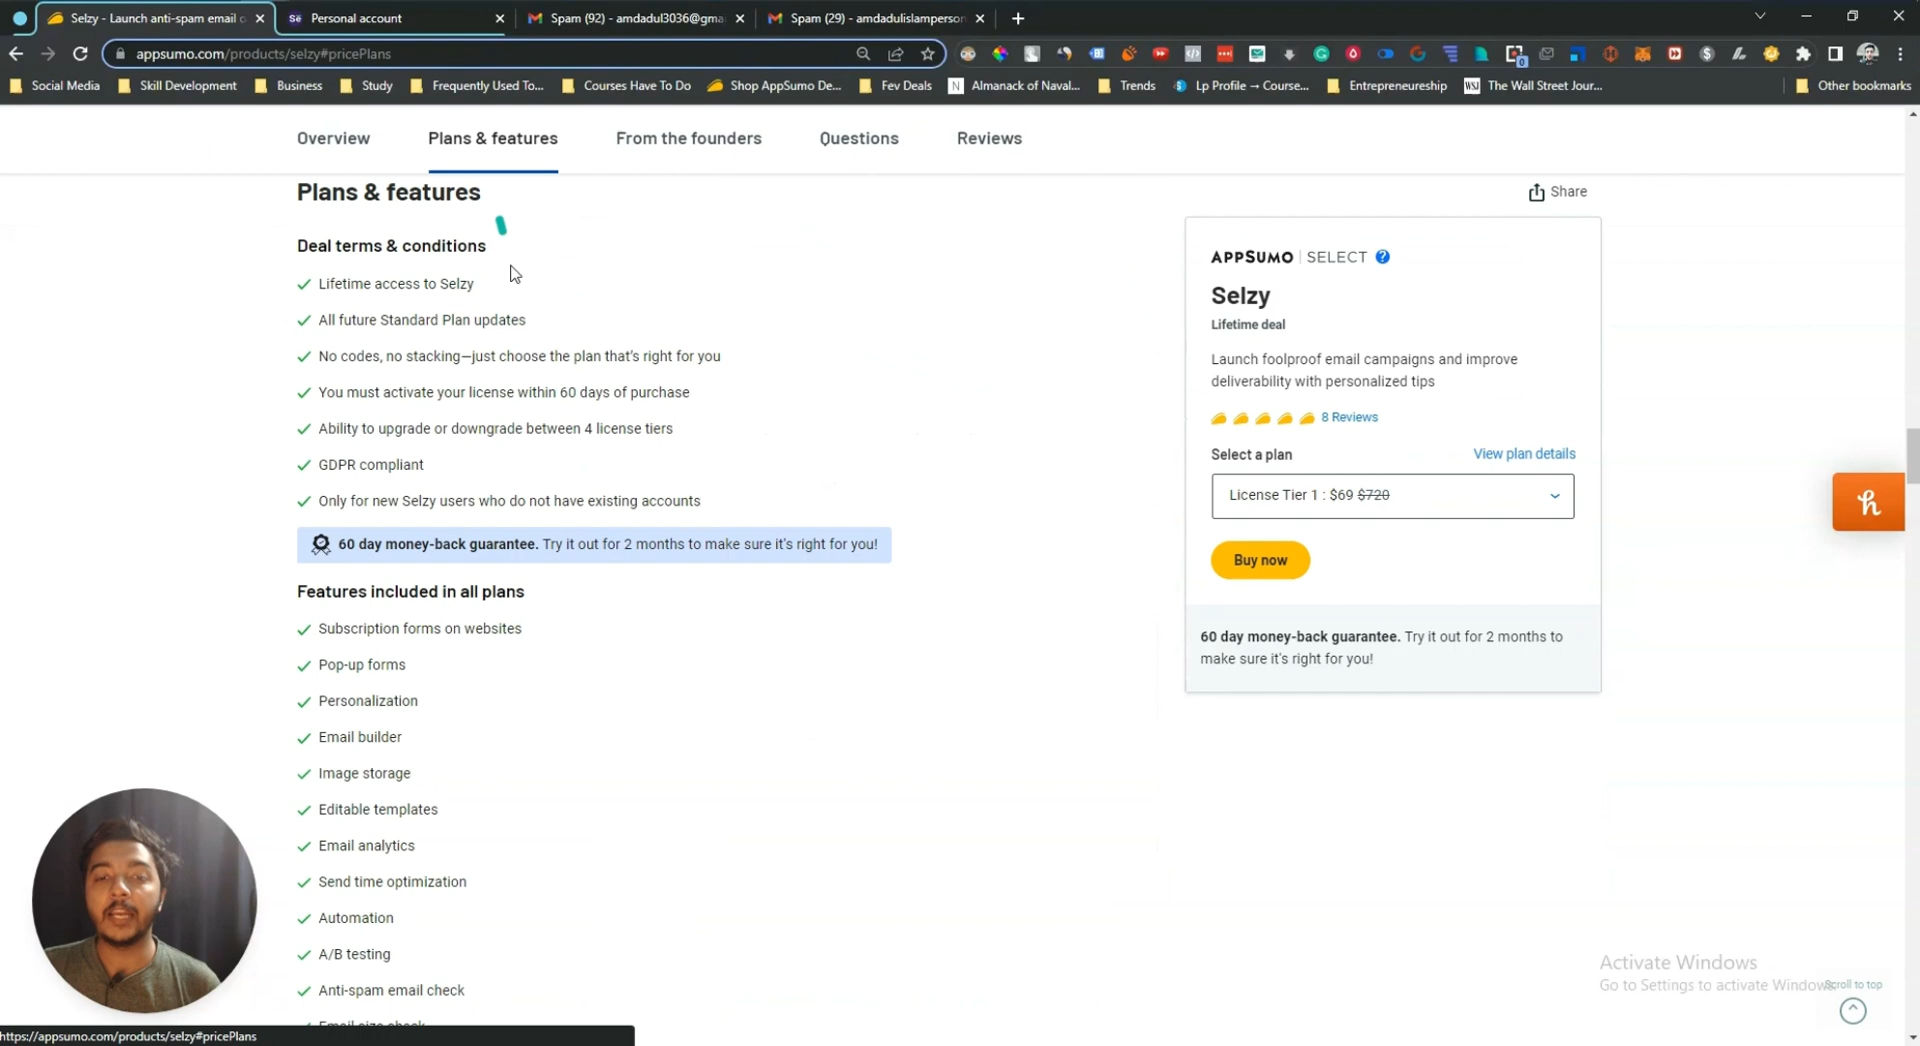 Selzy - Launch anti-spam email c
Personal account
Spam (92) - amdadul3036@gma
Spam (29) - amdadulislamperson
appsumo.com/products/selzy#pricePlans
Social Media
Skill Development
Business
Study
Frequently Used To...
Courses Have To Do
Shop AppSumo De...
Fev Deals
Almanack of Naval...
Trends
Lp Profile → Course...
Entrepreneureship
WSJ
The Wall Street Jour...
Other bookmarks
Overview
Plans & features
From the founders
Questions
Reviews
Plans & features
Share
Deal terms & conditions
Lifetime access to Selzy
All future Standard Plan updates
No codes, no stacking—just choose the plan that's right for you
You must activate your license within 60 days of purchase
Ability to upgrade or downgrade between 4 license tiers
GDPR compliant
Only for new Selzy users who do not have existing accounts
60 day money-back guarantee. Try it out for 2 months to make sure it's right for you!
Features included in all plans
Subscription forms on websites
Pop-up forms
Personalization
Email builder
Image storage
Editable templates
Email analytics
Send time optimization
Automation
A/B testing
Anti-spam email check
Email size check
APPSUMO | SELECT ?
Selzy
Lifetime deal
Launch foolproof email campaigns and improve
deliverability with personalized tips
8 Reviews
Select a plan
View plan details
License Tier 1 : $69 $720
Buy now
60 day money-back guarantee. Try it out for 2 months to
make sure it's right for you!
Activate Windows
Go to Settings to activate Windows.
Scroll to top
https://appsumo.com/products/selzy#pricePlans